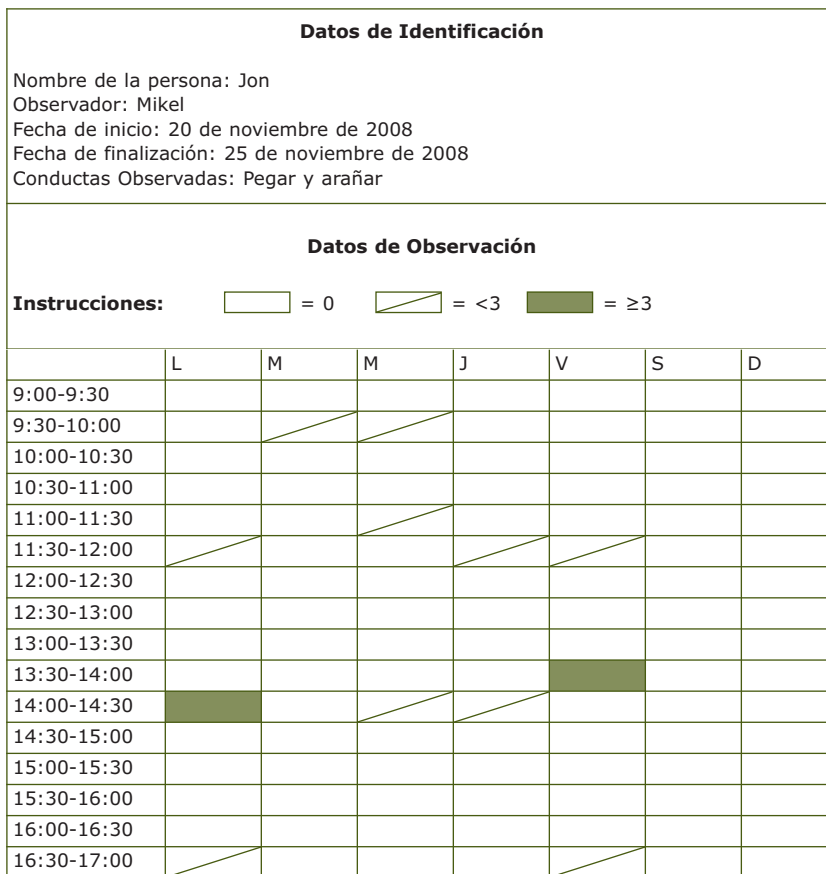 Datos de Identificación
Nombre de la persona: Jon
Observador: Mikel
Fecha de inicio: 20 de noviembre de 2008
Fecha de finalización: 25 de noviembre de 2008
Conductas Observadas: Pegar y arañar
Datos de Observación
Instrucciones: = 0 = <3 = ≥3
L M M J V S D
9:00-9:30
9:30-10:00
10:00-10:30
10:30-11:00
11:00-11:30
11:30-12:00
12:00-12:30
12:30-13:00
13:00-13:30
13:30-14:00
14:00-14:30
14:30-15:00
15:00-15:30
15:30-16:00
16:00-16:30
16:30-17:00